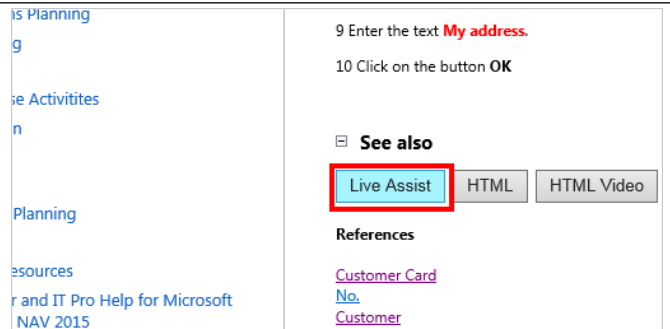 ns Planning
g
se Activitites
n
Planning
esources
r and IT Pro Help for Microsoft
NAV 2015
9 Enter the text My address.
10 Click on the button OK
See also
Live Assist HTML HTML Video
References
Customer Card
No.
Customer